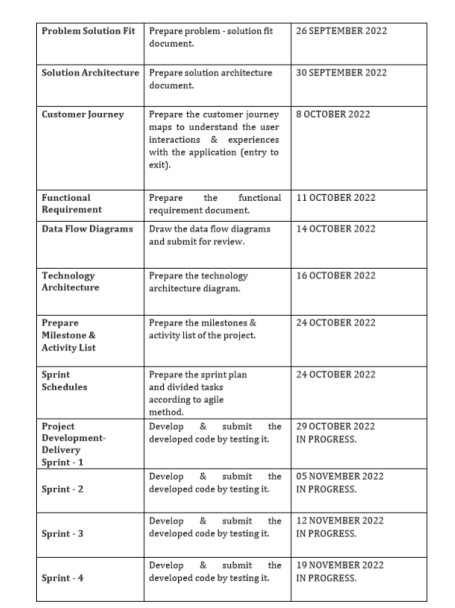 Problem Solution Fit
Prepare problem - solution fit
document.
26 SEPTEMBER 2022
Solution Architecture
Prepare solution architecture
document.
30 SEPTEMBER 2022
Customer Journey
Prepare the customer journey
maps to understand the user
interactions & experiences
with the application (entry to
exit).
8 OCTOBER 2022
Functional
Requirement
Prepare the functional
requirement document.
11 OCTOBER 2022
Data Flow Diagrams
Draw the data flow diagrams
and submit for review.
14 OCTOBER 2022
Technology
Architecture
Prepare the technology
architecture diagram.
16 OCTOBER 2022
Prepare
Milestone &
Activity List
Prepare the milestones &
activity list of the project.
24 OCTOBER 2022
Sprint
Schedules
Prepare the sprint plan
and divided tasks
according to agile
method.
24 OCTOBER 2022
Project
Development-
Delivery
Sprint - 1
Develop & submit the
developed code by testing it.
29 OCTOBER 2022
IN PROGRESS.
Sprint - 2
Develop & submit the
developed code by testing it.
05 NOVEMBER 2022
IN PROGRESS.
Sprint - 3
Develop & submit the
developed code by testing it.
12 NOVEMBER 2022
IN PROGRESS.
Sprint - 4
Develop & submit the
developed code by testing it.
19 NOVEMBER 2022
IN PROGRESS.